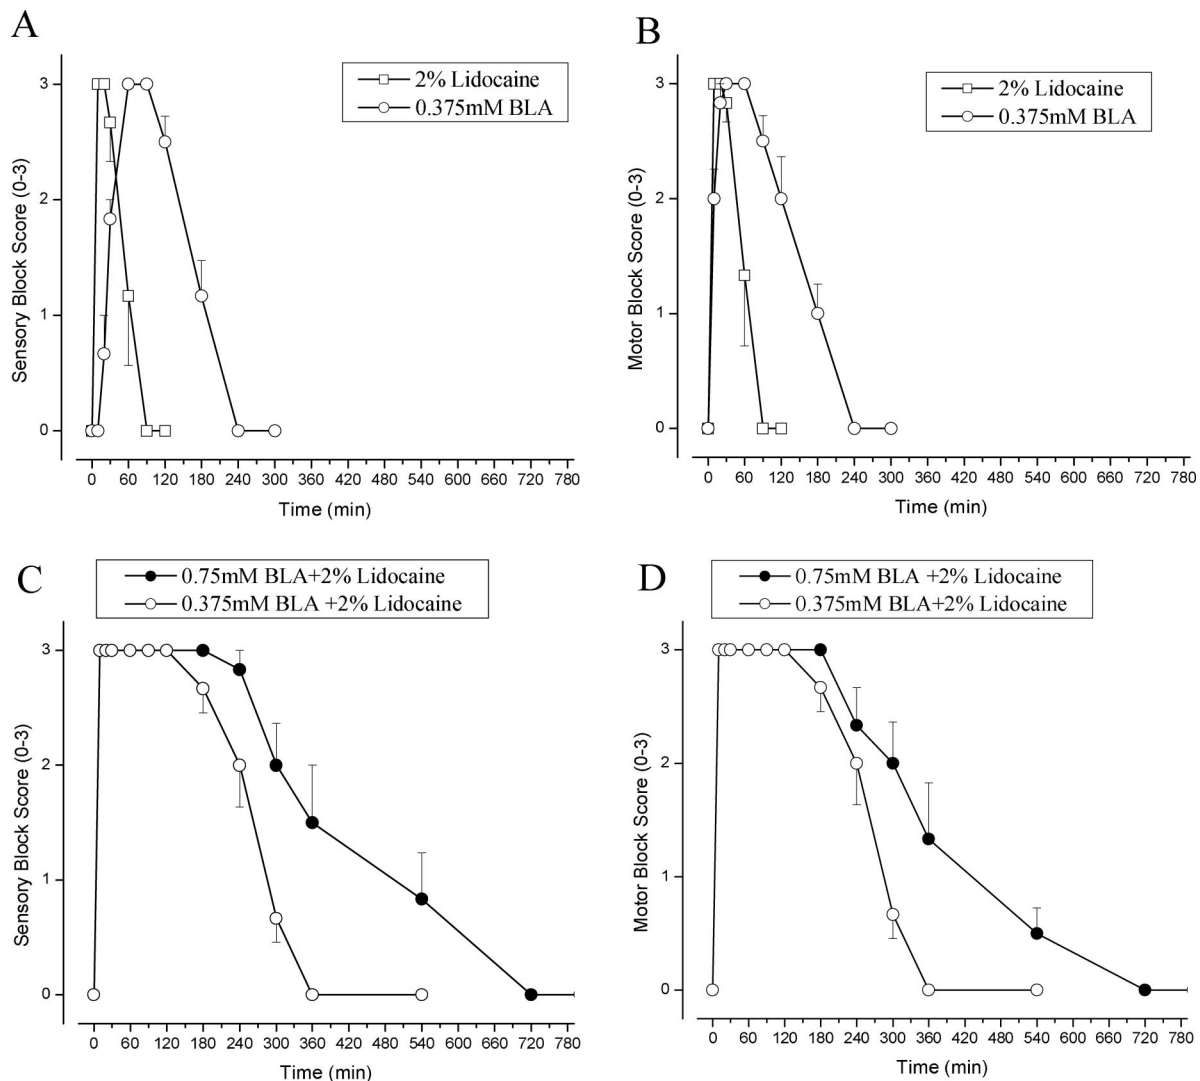 A
2% Lidocaine
0.375mM BLA
Sensory Block Score (0-3)
3
2
1
0
0 60 120 180 240 300 360 420 480 540 600 660 720 780
Time (min)
B
2% Lidocaine
0.375mM BLA
Motor Block Score (0-3)
3
2
1
0
0 60 120 180 240 300 360 420 480 540 600 660 720 780
Time (min)
C
0.75mM BLA+2% Lidocaine
0.375mM BLA +2% Lidocaine
Sensory Block Score (0-3)
3
2
1
0
0 60 120 180 240 300 360 420 480 540 600 660 720 780
Time (min)
D
0.75mM BLA +2% Lidocaine
0.375mM BLA+2% Lidocaine
Motor Block Score (0-3)
3
2
1
0
0 60 120 180 240 300 360 420 480 540 600 660 720 780
Time (min)